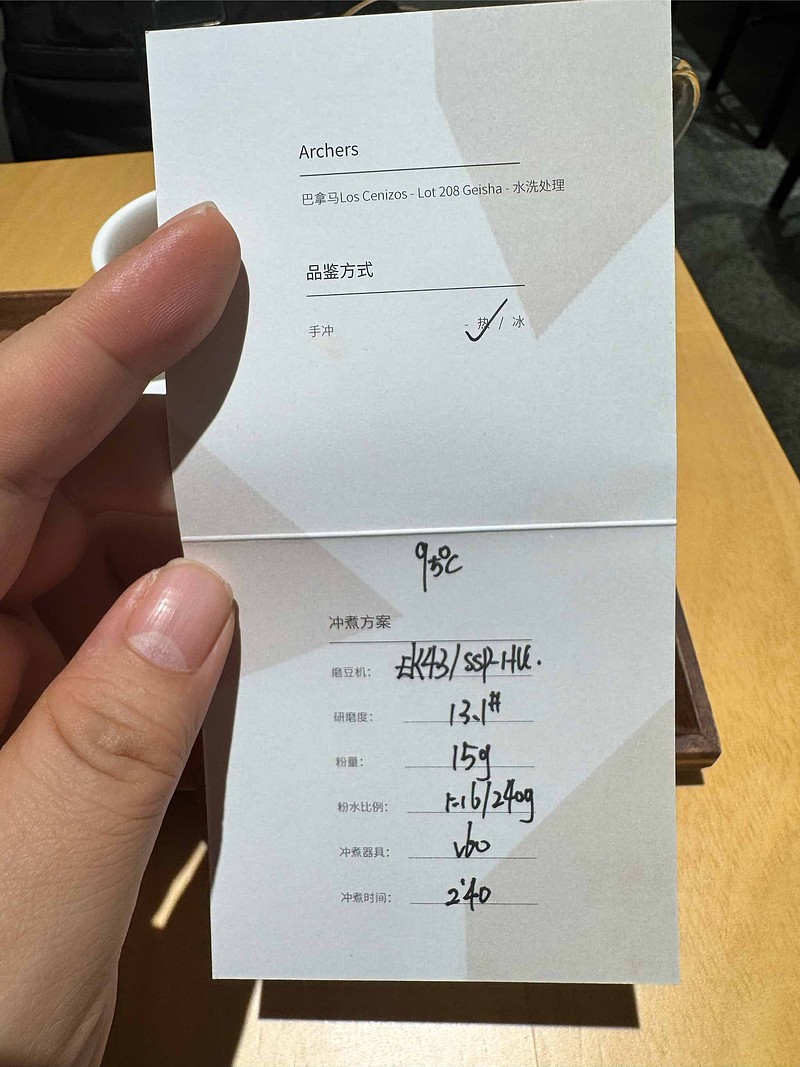 Archers
巴拿马Los Cenizos - Lot 208 Geisha - 水洗处理
品鉴方式
手冲 - 热 / 冰
95°C
冲煮方案
磨豆机: EK43/SSP-HU.
研磨度: 13.1#
粉量: 15g
粉水比例: 1:16/240g
冲煮器具: V60
冲煮时间: 2'40